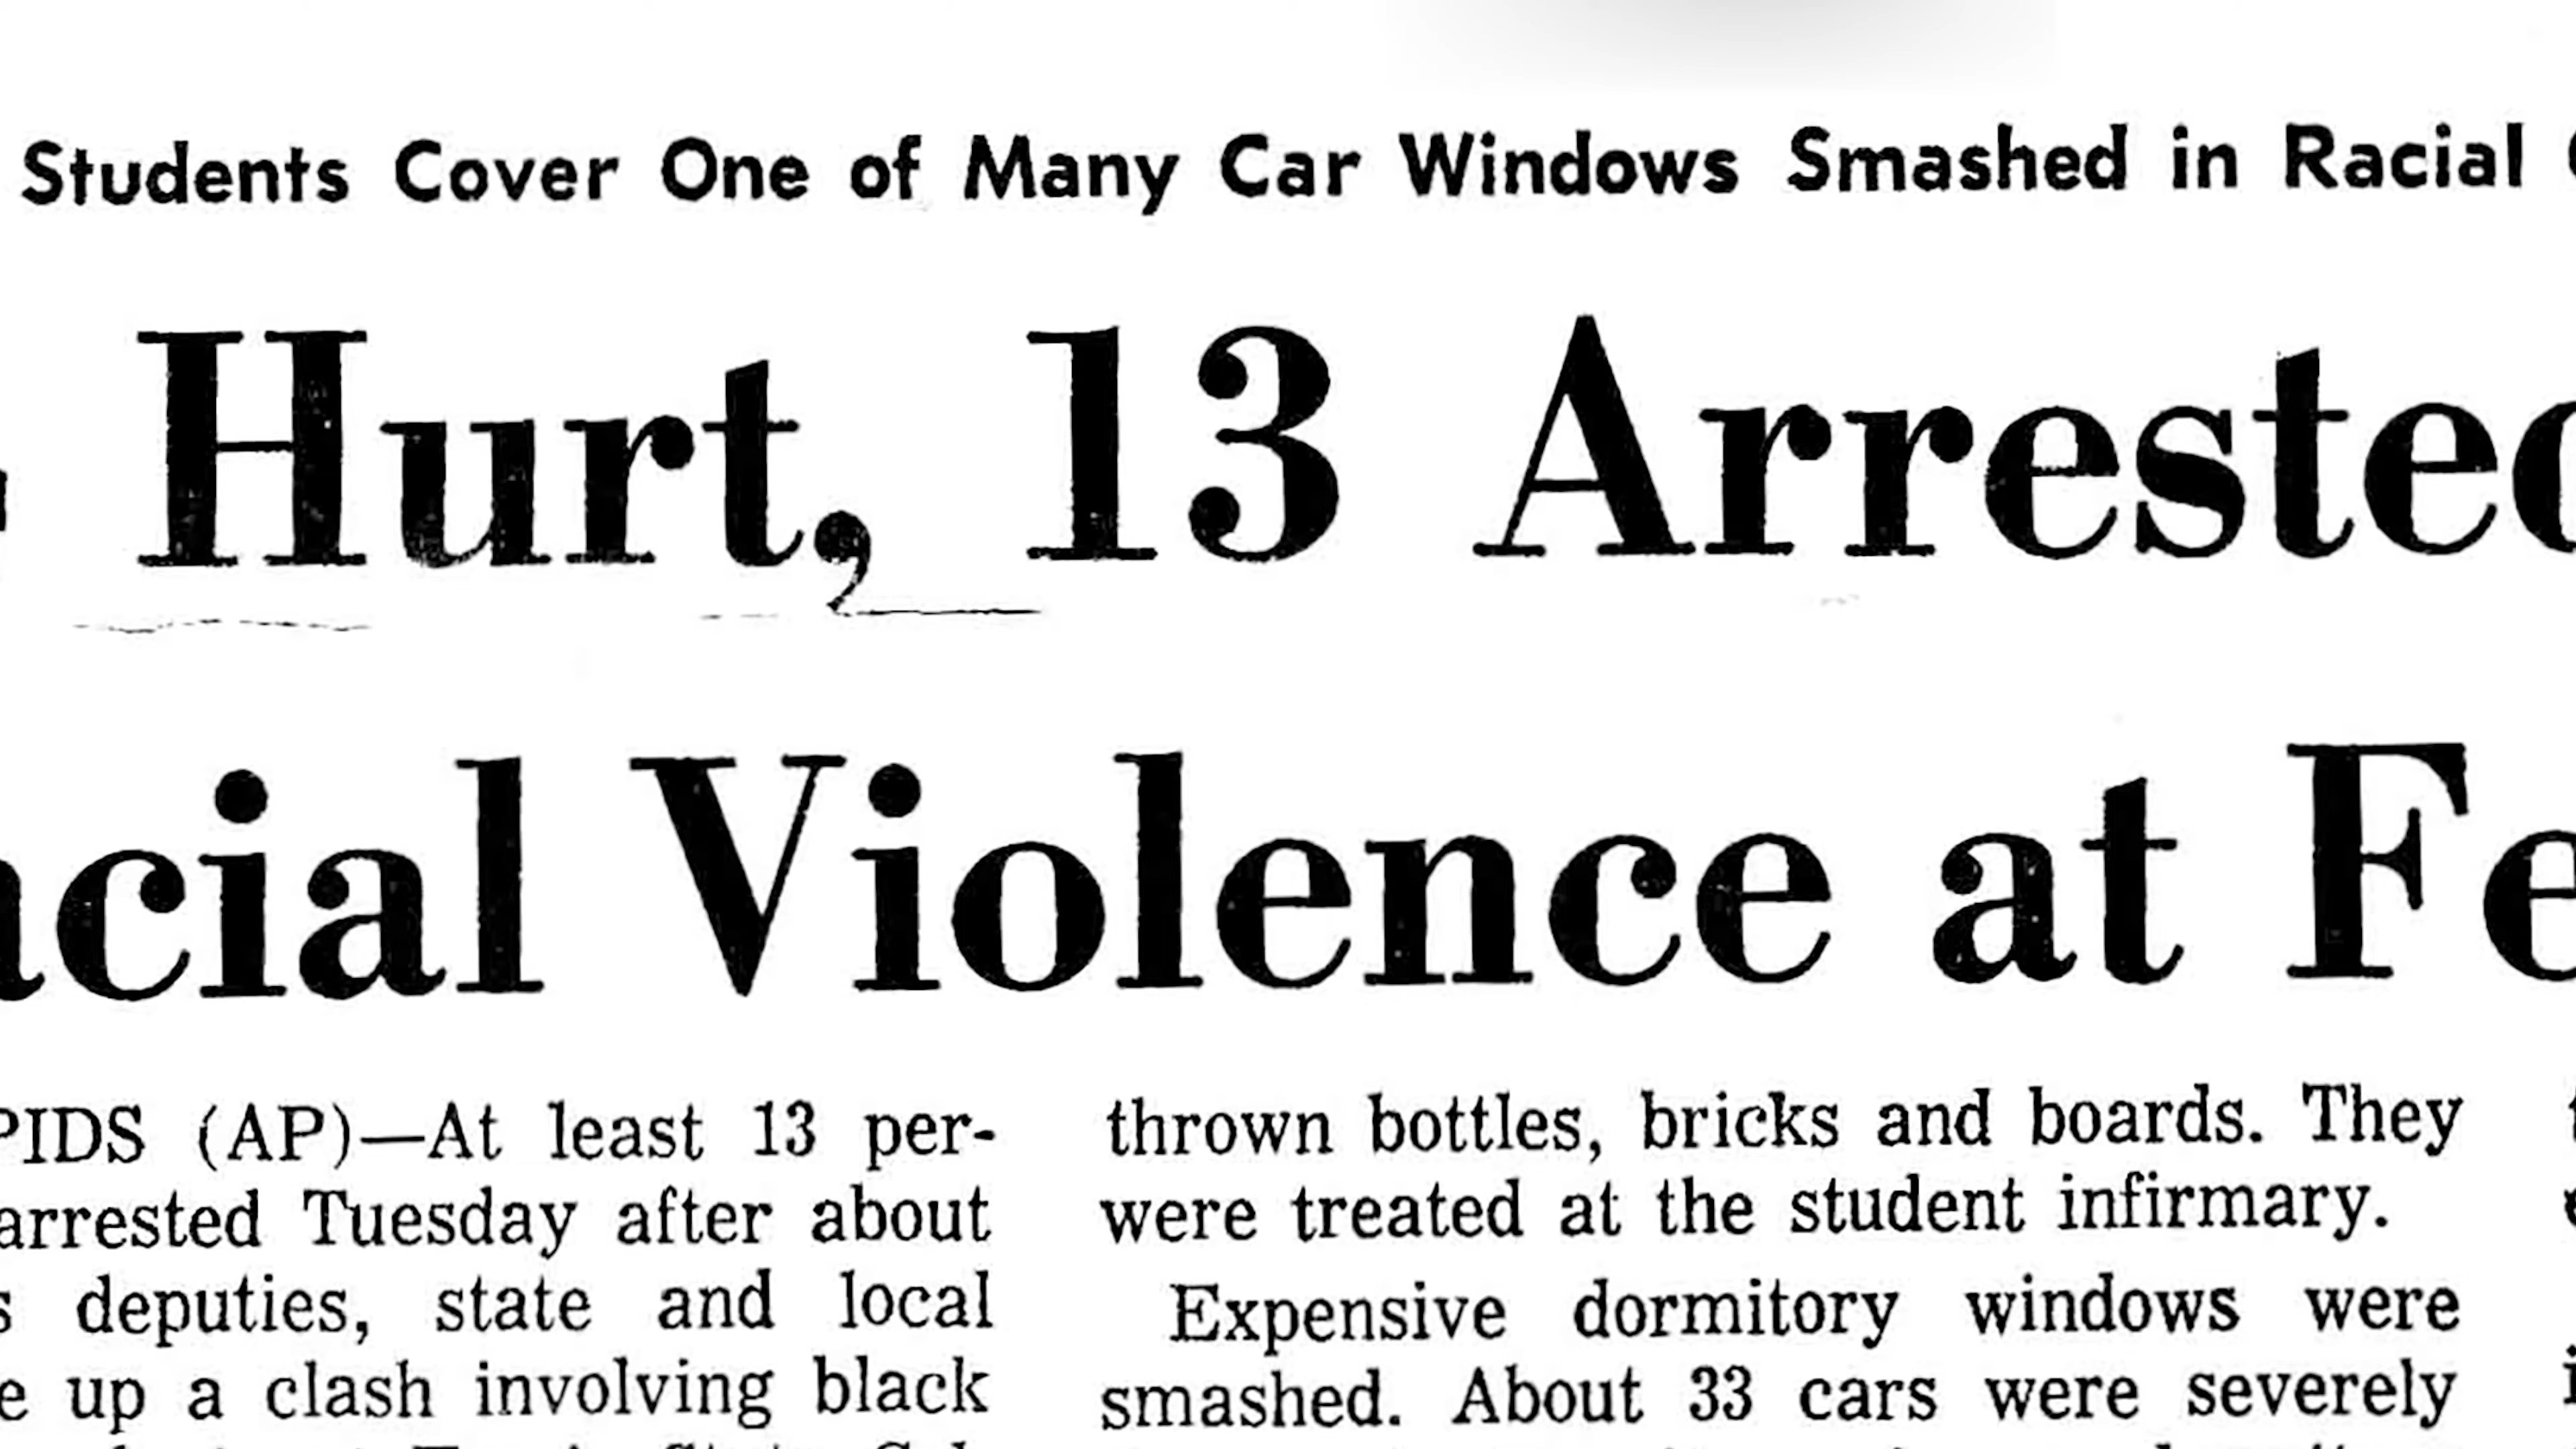 Students Cover One of Many Car Windows Smashed in Racial
Hurt, 13 Arrested
acial Violence at Fe
PIDS (AP)—At least 13 per-
arrested Tuesday after about
s deputies, state and local
e up a clash involving black
thrown bottles, bricks and boards. They
were treated at the student infirmary.
Expensive dormitory windows were
smashed. About 33 cars were severely